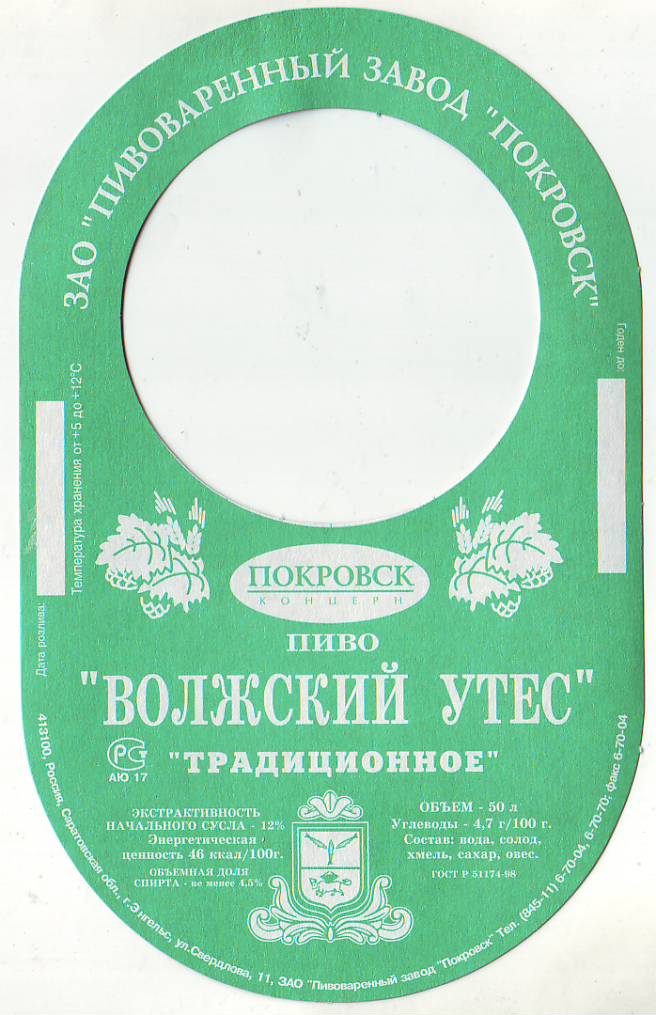 ЗАО "ПИВОВАРЕННЫЙ ЗАВОД "ПОКРОВСК"
Годен до:
Температура хранения от +5 до +12°С
Дата розлива:
ПОКРОВСК
КОНЦЕРН
ПИВО
"ВОЛЖСКИЙ УТЕС"
"ТРАДИЦИОННОЕ"
РСТ
АЮ 17
ЭКСТРАКТИВНОСТЬ
НАЧАЛЬНОГО СУСЛА - 12%
Энергетическая
ценность 46 ккал/100г.
ОБЪЕМНАЯ ДОЛЯ
СПИРТА - не менее 4,5%
ОБЪЕМ - 50 л
Углеводы - 4,7 г/100 г.
Состав: вода, солод,
хмель, сахар, овес.
ГОСТ Р 51174-98
413100, Россия, Саратовская обл., г.Энгельс, ул.Свердлова, 11, ЗАО "Пивоваренный завод "Покровск" Тел. (845-11) 6-70-04, 6-70-70; факс 6-70-04